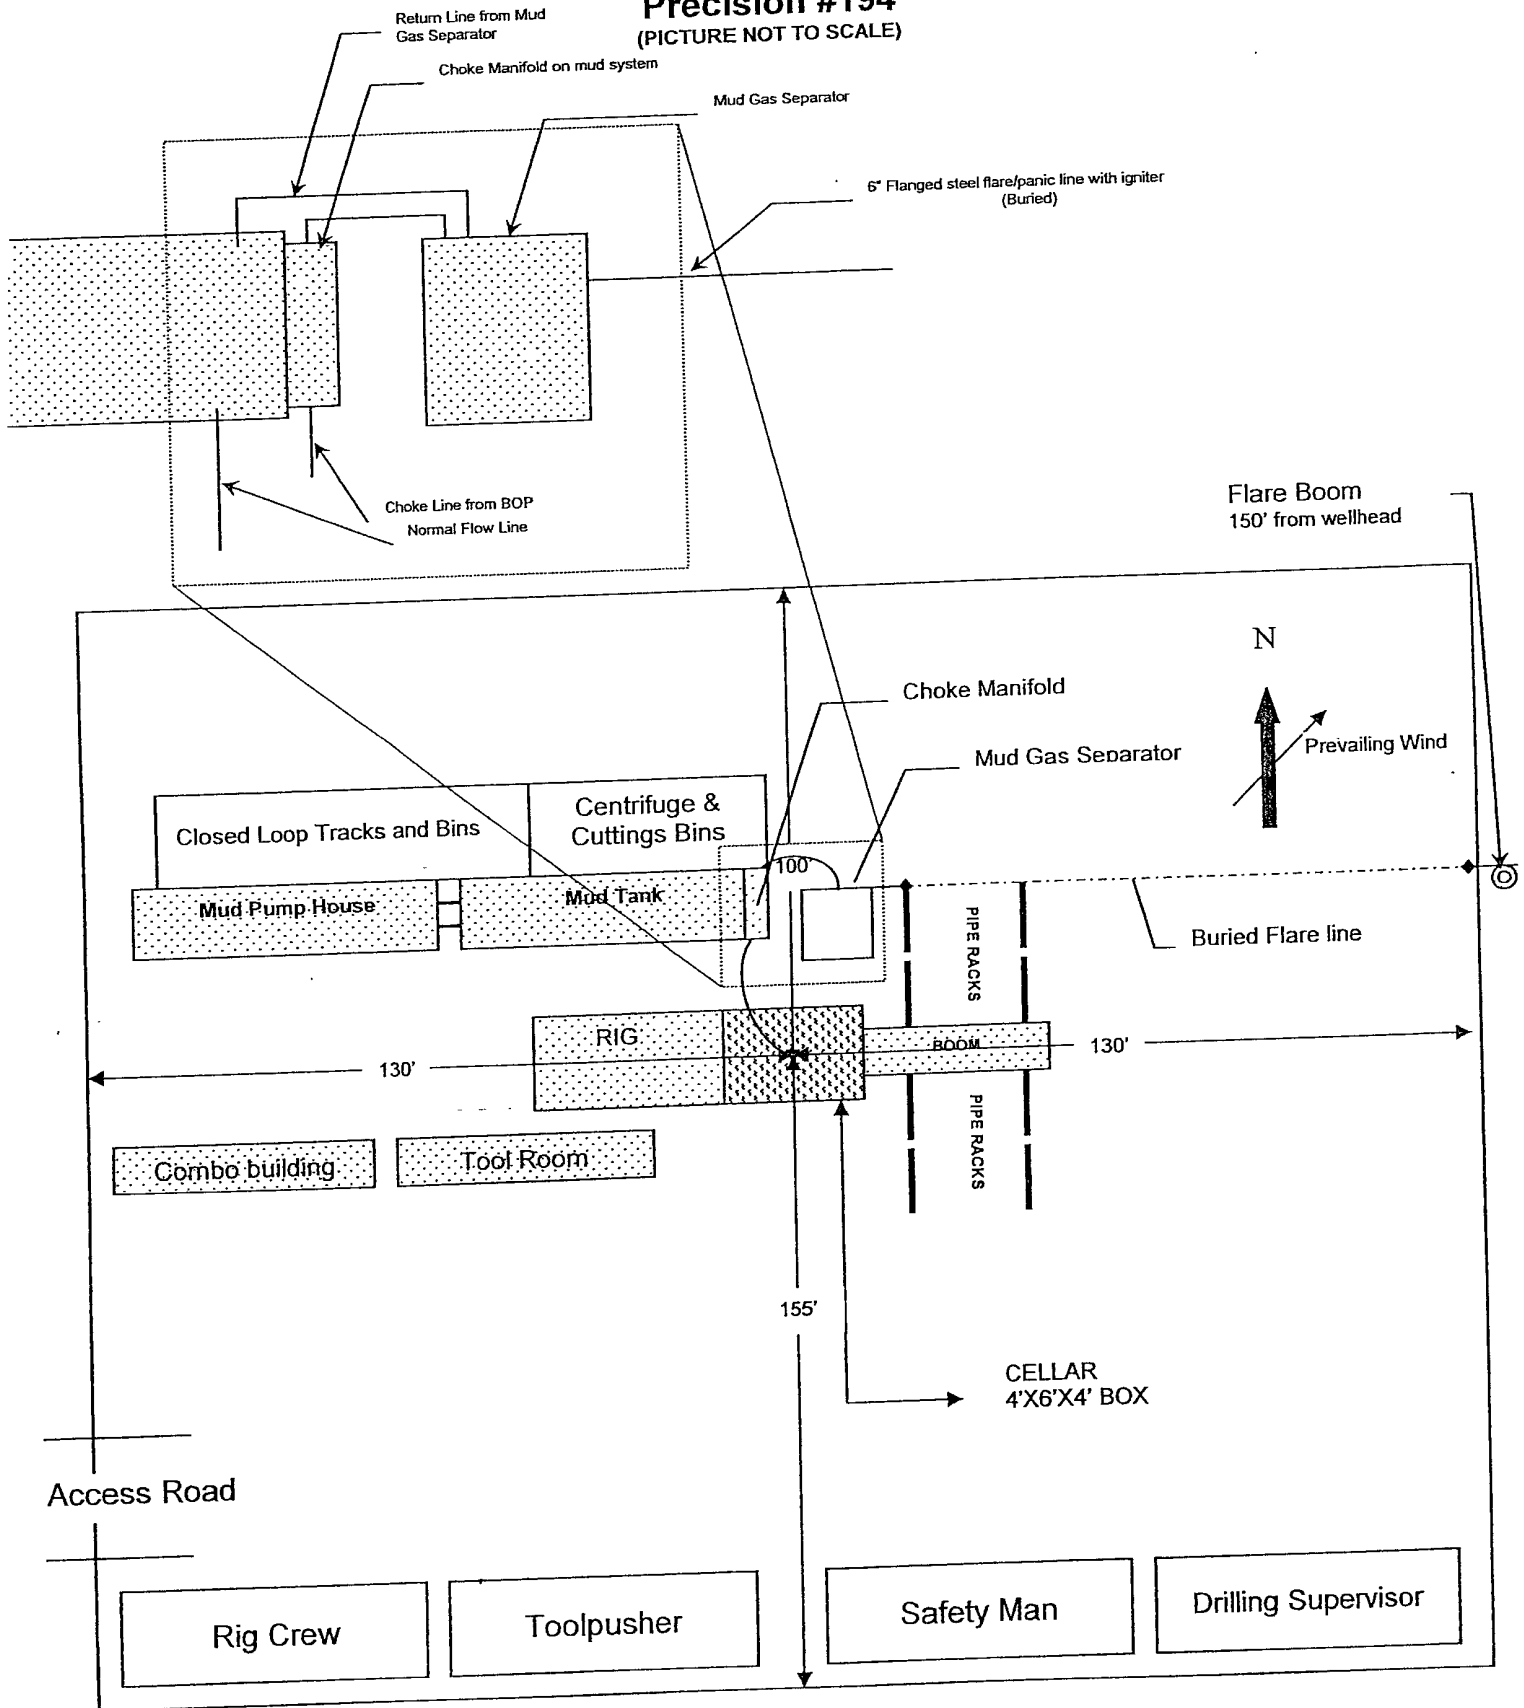 Precision #194
(PICTURE NOT TO SCALE)
Return Line from Mud
Gas Separator
Choke Manifold on mud system
Mud Gas Separator
6" Flanged steel flare/panic line with igniter
(Buried)
Choke Line from BOP
Normal Flow Line
Flare Boom
150' from wellhead
N
Prevailing Wind
Choke Manifold
Mud Gas Separator
Closed Loop Tracks and Bins
Centrifuge &
Cuttings Bins
100'
Mud Pump House
Mud Tank
PIPE RACKS
Buried Flare line
RIG
BOOM
130'
130'
PIPE RACKS
Combo building
Tool Room
155'
CELLAR
4'X6'X4' BOX
Access Road
Rig Crew
Toolpusher
Safety Man
Drilling Supervisor